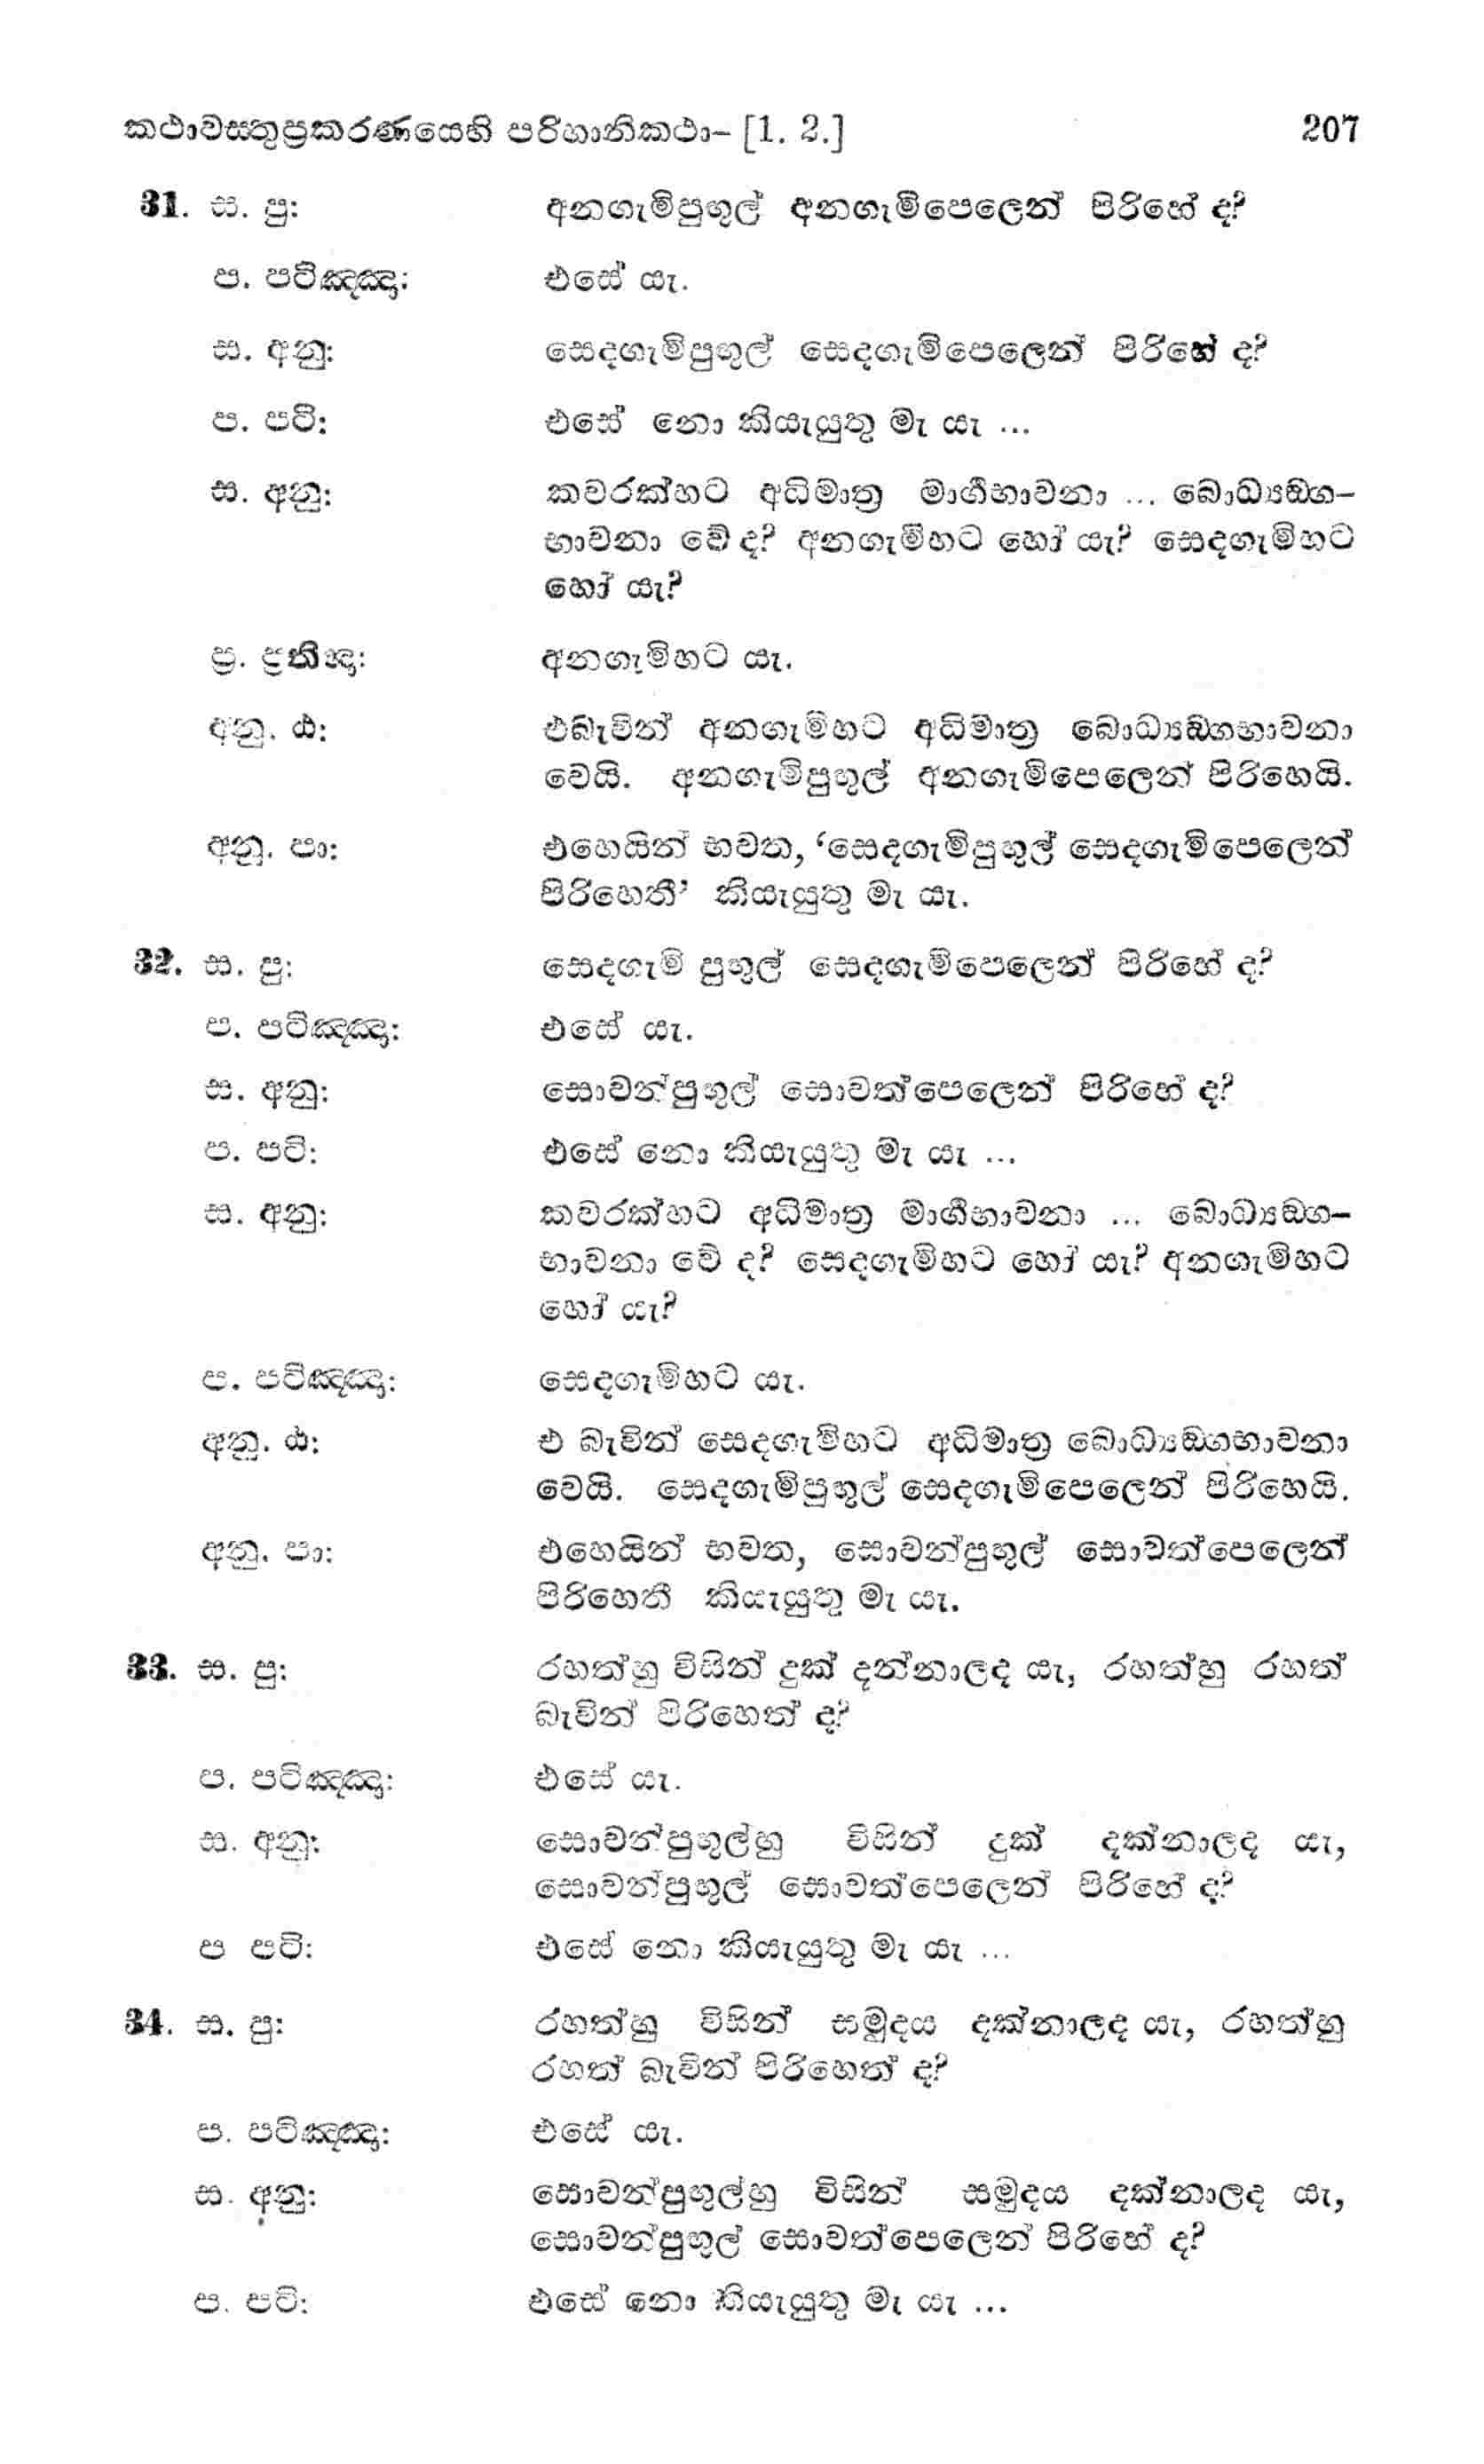 කථාවස්තුප්‍රකරණයෙහි පරිහානිකථා– [1. 2.] 207
31. ස. පු: අනගැමිපුඟුල් අනගැමිපෙලෙන් පිරිහේ ද?
ප. පටිඤ්ඤා: එසේ යැ.
ස. අනු: සෙදගැමිපුඟුල් සෙදගැමිපෙලෙන් පිරිහේ ද?
ප. පටි: එසේ නො කියැයුතු මැ යැ ...
ස. අනු: කවරක්හට අධිමාත්‍ර මාර්‍ගභාවනා ... බොධ්‍යඞ්ග–
භාවනා වේ ද? අනගැමිහට හෝ යැ? සෙදගැමිහට
හෝ යැ?
ප්‍ර. ප්‍රතිඥා: අනගැමිහට යැ.
අනු. ඨ: එබැවින් අනගැමිහට අධිමාත්‍ර බොධ්‍යඞ්ගභාවනා
වෙයි. අනගැමිපුඟුල් අනගැමිපෙලෙන් පිරිහෙයි.
අනු. පා: එහෙයින් භවත, ‘සෙදගැමිපුඟුල් සෙදගැමිපෙලෙන්
පිරිහෙතී’ කියැයුතු මැ යැ.
32. ස. පු: සෙදගැමි පුඟුල් සෙදගැමිපෙලෙන් පිරිහේ ද?
ප. පටිඤ්ඤා: එසේ යැ.
ස. අනු: සොවන්පුඟුල් සොවන්පෙලෙන් පිරිහේ ද?
ප. පටි: එසේ නො කියැයුතු මැ යැ ...
ස. අනු: කවරක්හට අධිමාත්‍ර මාර්‍ගභාවනා ... බොධ්‍යඞ්ග–
භාවනා වේ ද? සෙදගැමිහට හෝ යැ? අනගැමිහට
හෝ යැ?
ප. පටිඤ්ඤා: සෙදගැමිහට යැ.
අනු. ඨ: එ බැවින් සෙදගැමිහට අධිමාත්‍ර බොධ්‍යඞ්ගභාවනා
වෙයි. සෙදගැමිපුඟුල් සෙදගැමිපෙලෙන් පිරිහෙයි.
අනු. පා: එහෙයින් භවත, සොවන්පුඟුල් සොවන්පෙලෙන්
පිරිහෙතී කියැයුතු මැ යැ.
33. ස. පු: රහත්හු විසින් දුක් දන්නාලද යැ, රහත්හු රහත්
බැවින් පිරිහෙත් ද?
ප. පටිඤ්ඤා: එසේ යැ.
ස. අනු: සොවන්පුඟුල්හු විසින් දුක් දක්නාලද යැ,
සොවන්පුඟුල් සොවන්පෙලෙන් පිරිහේ ද?
ප පටි: එසේ නො කියැයුතු මැ යැ ...
34. ස. පු: රහත්හු විසින් සමුදය දක්නාලද යැ, රහත්හු
රහත් බැවින් පිරිහෙත් ද?
ප. පටිඤ්ඤා: එසේ යැ.
ස. අනු: සොවන්පුඟුල්හු විසින් සමුදය දක්නාලද යැ,
සොවන්පුඟුල් සොවන්පෙලෙන් පිරිහේ ද?
ප. පටි: එසේ නො කියැයුතු මැ යැ ...